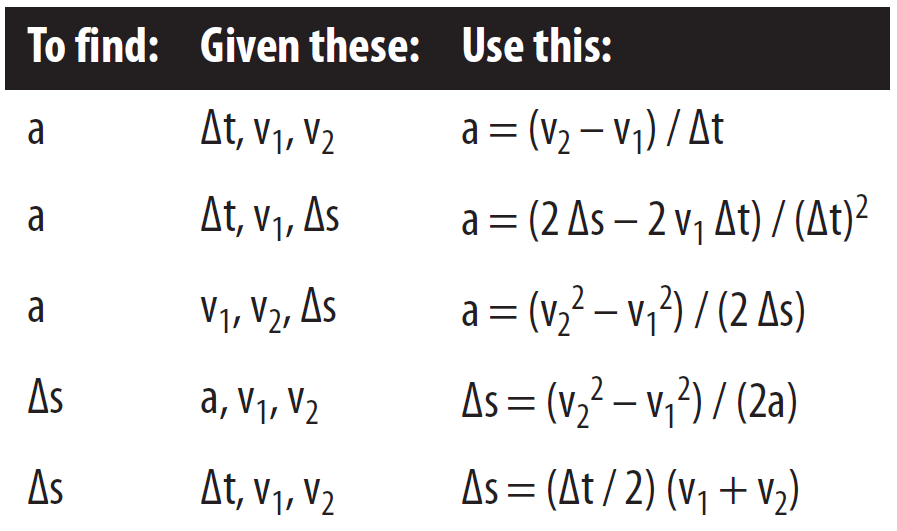 To find: Given these: Use this:
a Δt, v₁, v₂ a = (v₂ – v₁) / Δt
a Δt, v₁, Δs a = (2 Δs – 2 v₁ Δt) / (Δt)²
a v₁, v₂, Δs a = (v₂² – v₁²) / (2 Δs)
Δs a, v₁, v₂ Δs = (v₂² – v₁²) / (2a)
Δs Δt, v₁, v₂ Δs = (Δt / 2) (v₁ + v₂)